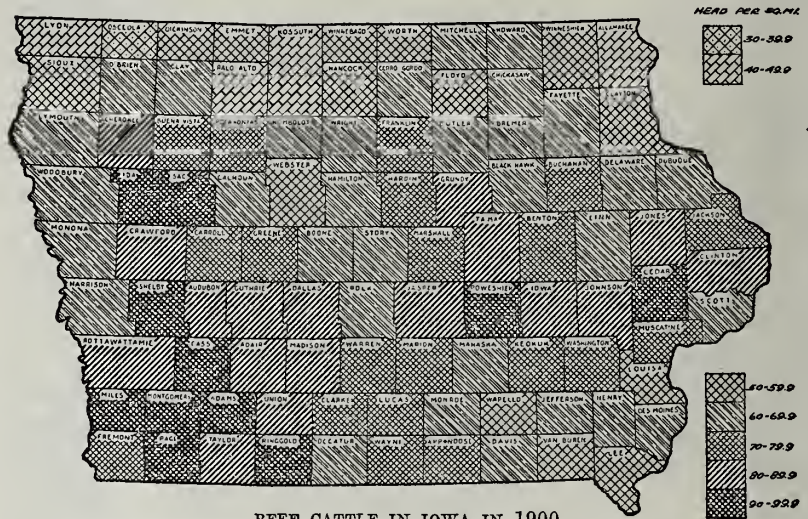 HEAD PER SQ.MI.
LYON OSCEOLA DICKINSON EMMET KOSSUTH WINNEBAGO WORTH MITCHELL HOWARD WINNESHIEK ALLAMAKEE
30-39.9
40-49.9
SIOUX O'BRIEN CLAY PALO ALTO HANCOCK CERRO GORDO FLOYD CHICKASAW
FAYETTE CLAYTON
PLYMOUTH CHEROKEE BUENA VISTA POCAHONTAS HUMBOLDT WRIGHT FRANKLIN BUTLER BREMER
WOODBURY IDA SAC CALHOUN WEBSTER HAMILTON HARDIN GRUNDY BLACK HAWK BUCHANAN DELAWARE DUBUQUE
MONONA CRAWFORD CARROLL GREENE BOONE STORY MARSHALL TAMA BENTON LINN JONES JACKSON
CLINTON
HARRISON SHELBY AUDUBON GUTHRIE DALLAS POLK JASPER POWESHIEK IOWA JOHNSON CEDAR
SCOTT
MUSCATINE
POTTAWATTAMIE CASS ADAIR MADISON WARREN MARION MAHASKA KEOKUK WASHINGTON
LOUISA
MILES MONTGOMERY ADAMS UNION CLARKE LUCAS MONROE WAPELLO JEFFERSON HENRY
DES MOINES
FREMONT PAGE TAYLOR RINGGOLD DECATUR WAYNE APPANOOSE DAVIS VAN BUREN
LEE
50-59.9
60-69.9
70-79.9
80-89.9
90-99.9
BEEF CATTLE IN IOWA IN 1900